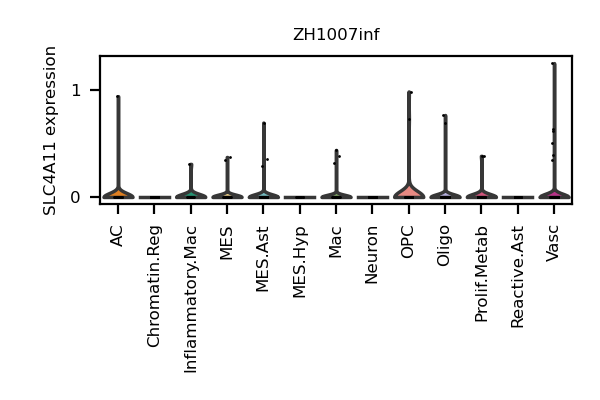 ZH1007inf
SLC4A11 expression
1
0
AC
Chromatin.Reg
Inflammatory.Mac
MES
MES.Ast
MES.Hyp
Mac
Neuron
OPC
Oligo
Prolif.Metab
Reactive.Ast
Vasc